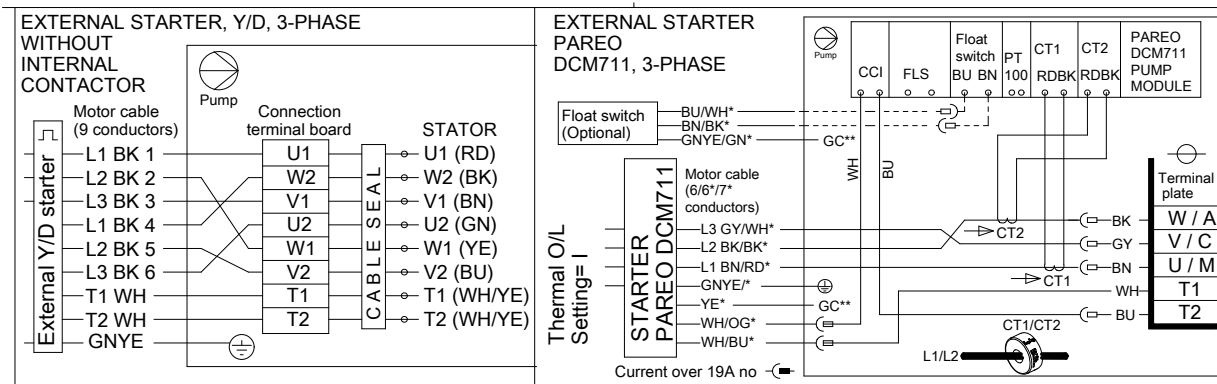 EXTERNAL STARTER, Y/D, 3-PHASE
WITHOUT
INTERNAL
CONTACTOR
Pump
Motor cable
(9 conductors)
Connection
terminal board
STATOR
External Y/D starter
L1 BK 1
L2 BK 2
L3 BK 3
L1 BK 4
L2 BK 5
L3 BK 6
T1 WH
T2 WH
GNYE
U1
W2
V1
U2
W1
V2
T1
T2
CABLE SEAL
U1 (RD)
W2 (BK)
V1 (BN)
U2 (GN)
W1 (YE)
V2 (BU)
T1 (WH/YE)
T2 (WH/YE)
EXTERNAL STARTER
PAREO
DCM711, 3-PHASE
Pump
CCI
FLS
Float
switch
BU BN
PT
100
CT1
RDBK
CT2
RDBK
PAREO
DCM711
PUMP
MODULE
Float switch
(Optional)
BU/WH*
BN/BK*
GNYE/GN*
GC**
WH
BU
Thermal O/L
Setting= I
STARTER
PAREO DCM711
Motor cable
(6/6*/7*
conductors)
L3 GY/WH*
L2 BK/BK*
L1 BN/RD*
GNYE/*
YE*
GC**
WH/OG*
WH/BU*
CT2
CT1
Terminal
plate
BK
W / A
GY
V / C
BN
U / M
WH
T1
BU
T2
CT1/CT2
L1/L2
Current over 19A no